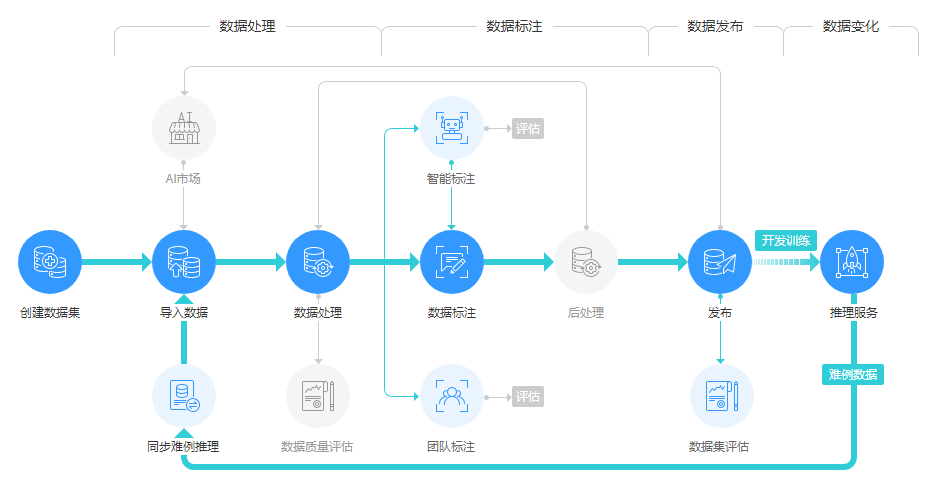 数据处理
数据标注
数据发布
数据变化
AI
评估
AI市场
智能标注
开发训练
创建数据集
导入数据
数据处理
数据标注
后处理
发布
推理服务
难例数据
评估
同步难例推理
数据质量评估
团队标注
数据集评估